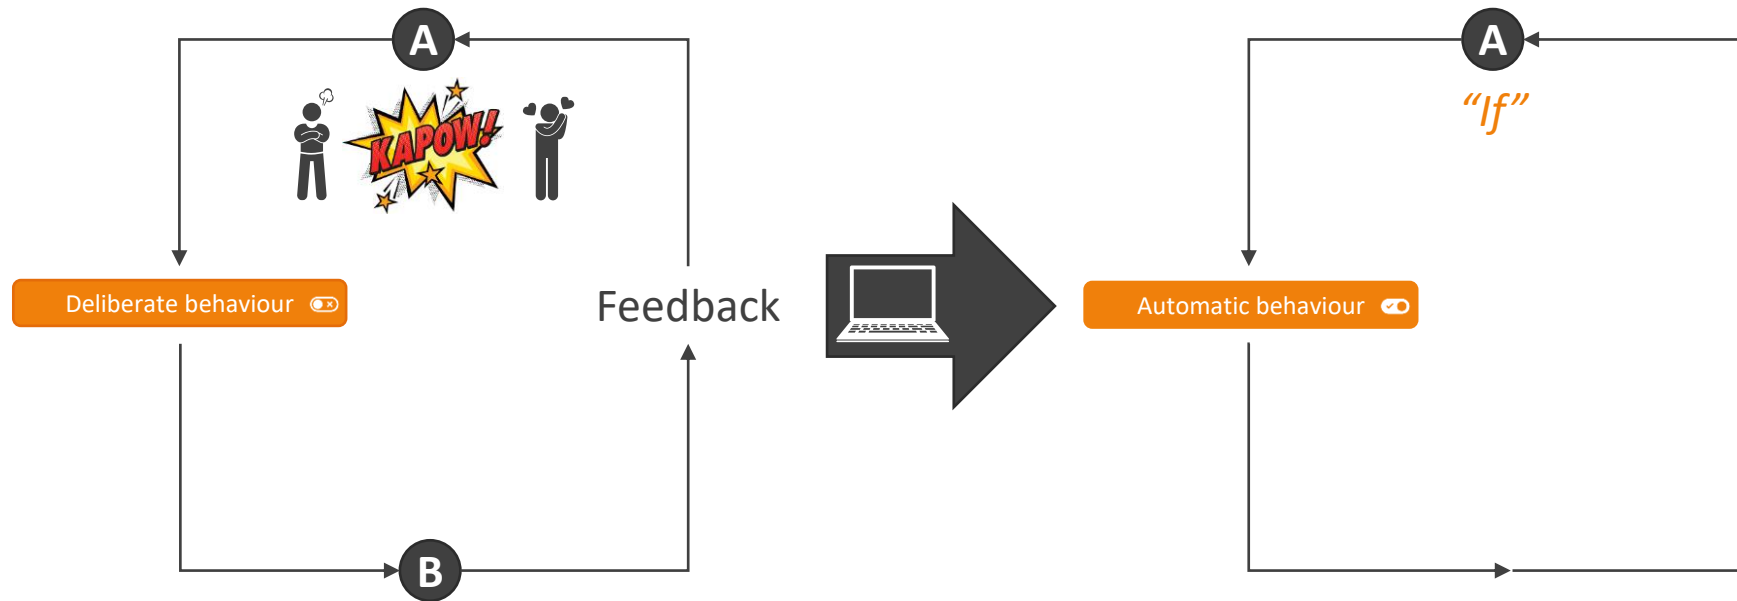 A
KAPOW!
Deliberate behaviour
Feedback
B
A
“If”
Automatic behaviour